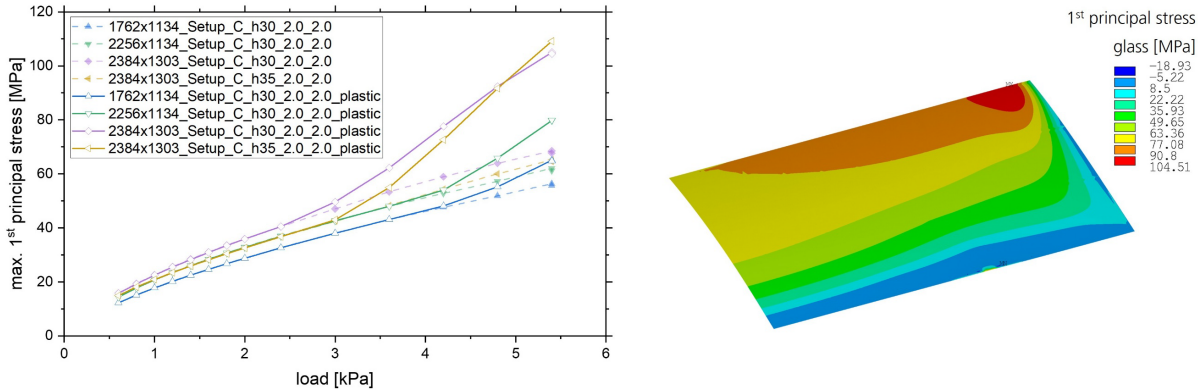 120
100
80
60
40
20
0
max. 1st principal stress [MPa]
1762x1134_Setup_C_h30_2.0_2.0
2256x1134_Setup_C_h30_2.0_2.0
2384x1303_Setup_C_h30_2.0_2.0
2384x1303_Setup_C_h35_2.0_2.0
1762x1134_Setup_C_h30_2.0_2.0_plastic
2256x1134_Setup_C_h30_2.0_2.0_plastic
2384x1303_Setup_C_h30_2.0_2.0_plastic
2384x1303_Setup_C_h35_2.0_2.0_plastic
0 1 2 3 4 5 6
load [kPa]
1st principal stress
glass [MPa]
-18.93
-5.22
8.5
22.22
35.93
49.65
63.36
77.08
90.8
104.51